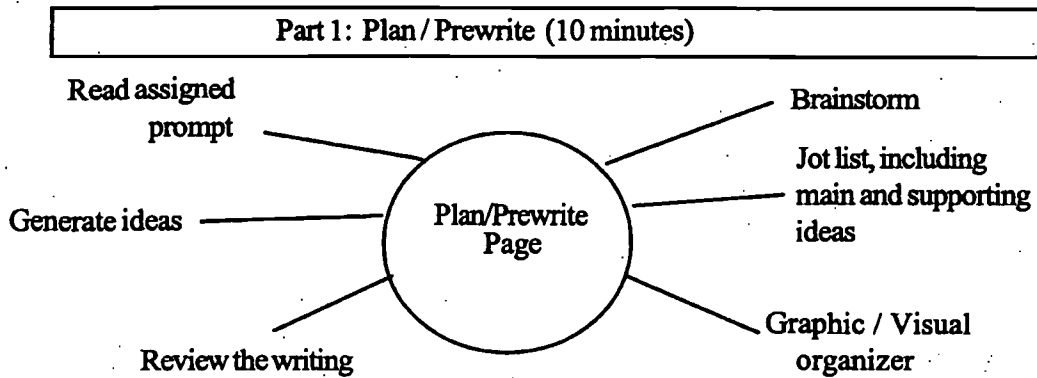 Part 1: Plan / Prewrite (10 minutes)
Read assigned
prompt
Generate ideas
Review the writing
Plan/Prewrite
Page
Brainstorm
Jot list, including
main and supporting
ideas
Graphic / Visual
organizer